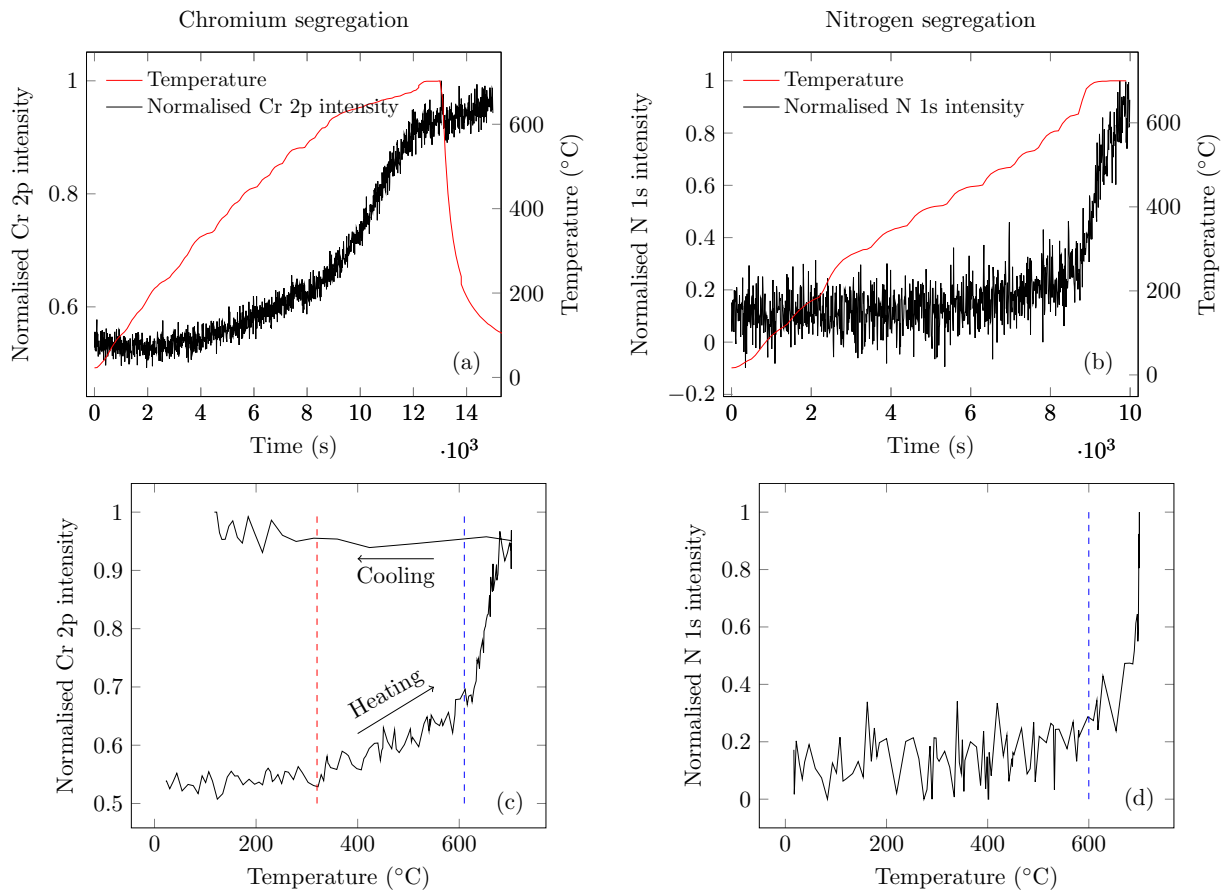 Chromium segregation
Nitrogen segregation
Normalised Cr 2p intensity
1
0.8
0.6
Temperature
Normalised Cr 2p intensity
(a)
600
400
200
0
Temperature (°C)
0 2 4 6 8 10 12 14
Time (s)
·10³
Normalised N 1s intensity
1
0.8
0.6
0.4
0.2
0
−0.2
Temperature
Normalised N 1s intensity
(b)
600
400
200
0
Temperature (°C)
0 2 4 6 8 10
Time (s)
·10³
Normalised Cr 2p intensity
1
0.9
0.8
0.7
0.6
0.5
Cooling
Heating
(c)
0 200 400 600
Temperature (°C)
Normalised N 1s intensity
1
0.8
0.6
0.4
0.2
0
(d)
0 200 400 600
Temperature (°C)